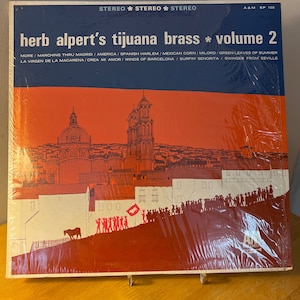 STEREO ★ STEREO ★ STEREO
A&M SP 103
herb alpert's tijuana brass ★ volume 2
MORE / MARCHING THRU MADRID / AMERICA / SPANISH HARLEM / MEXICAN CORN / MILORD / GREEN LEAVES OF SUMMER
LA VIRGEN DE LA MACARENA / CREA MI AMOR / WINDS OF BARCELONA / SURFIN' SENORITA / SWINGER FROM SEVILLE